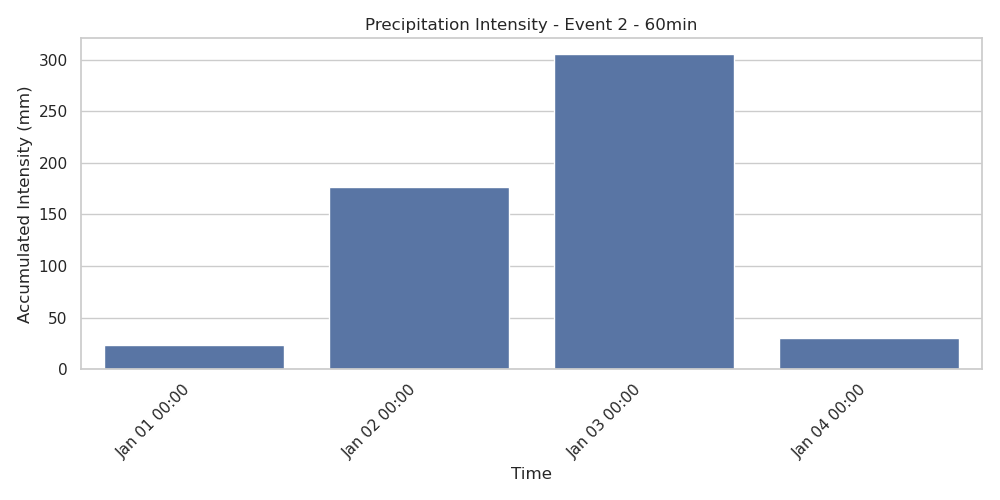 Precipitation Intensity - Event 2 - 60min
Accumulated Intensity (mm)
300
250
200
150
100
50
0
Jan 01 00:00
Jan 02 00:00
Jan 03 00:00
Jan 04 00:00
Time